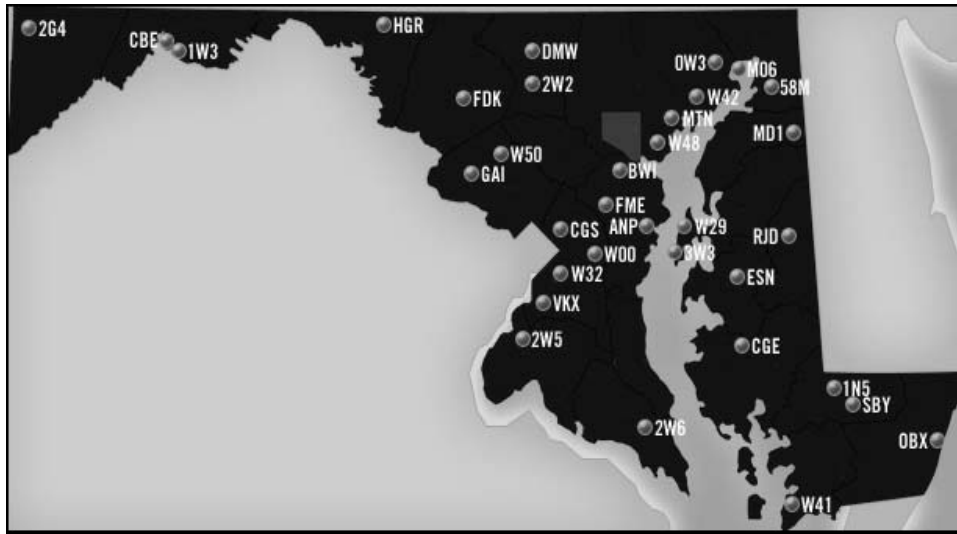 2G4
CBE
1W3
HGR
DMW
2W2
FDK
0W3
M06
58M
W42
MTN
W48
MD1
W50
GAI
BWI
FME
ANP
W29
CGS
W00
3W3
RJD
W32
ESN
VKX
2W5
CGE
1N5
SBY
2W6
OBX
W41